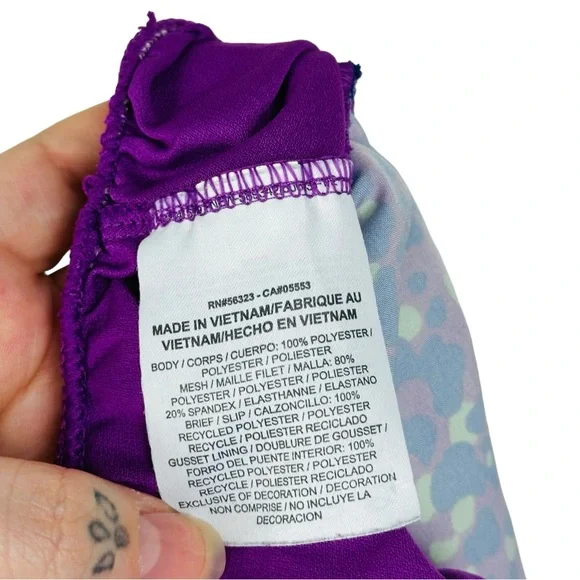 RN#56323 - CA#05553
MADE IN VIETNAM/FABRIQUE AU
VIETNAM/HECHO EN VIETNAM
BODY / CORPS / CUERPO: 100% POLYESTER /
POLYESTER / POLIESTER
MESH / MAILLE FILET / MALLA: 80%
POLYESTER / POLYESTER / POLIESTER
20% SPANDEX / ELASTHANNE / ELASTANO
BRIEF / SLIP / CALZONCILLO: 100%
RECYCLED POLYESTER / POLYESTER
RECYCLE / POLIESTER RECICLADO
GUSSET LINING / DOUBLURE DE GOUSSET /
FORRO DEL PUENTE INTERIOR: 100%
RECYCLED POLYESTER / POLYESTER
RECYCLE / POLIESTER RECICLADO
EXCLUSIVE OF DECORATION / DECORATION
NON COMPRISE / NO INCLUYE LA
DECORACION